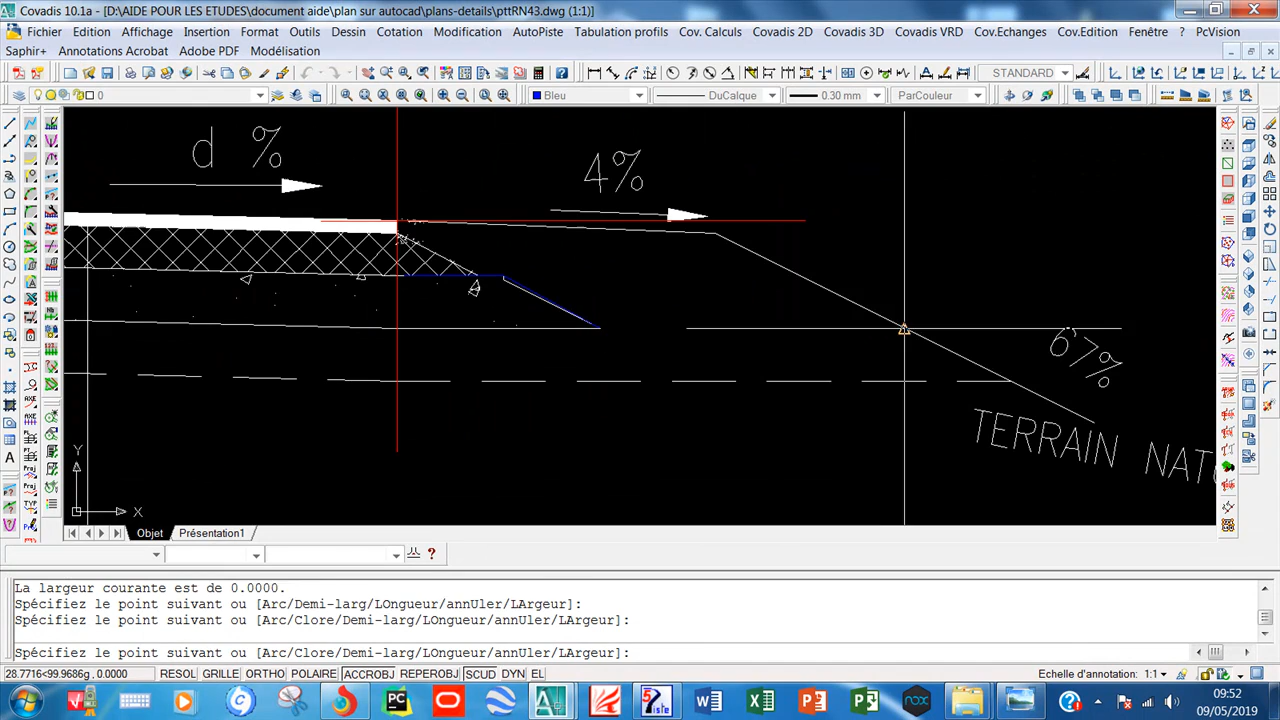 Covadis 10.1a - [D:\AIDE POUR LES ETUDES\document aide\plan sur autocad\plans-details\pttRN43.dwg (1:1)]
Fichier Edition Affichage Insertion Format Outils Dessin Cotation Modification AutoPiste Tabulation profils Cov. Calculs Covadis 2D Covadis 3D Covadis VRD Cov.Echanges Cov.Edition Fenêtre ? PcVision
Saphir+ Annotations Acrobat Adobe PDF Modélisation
STANDARD
0 Bleu DuCalque 0.30 mm ParCouleur
d %
4%
67%
TERRAIN NATU
Y
X
Objet Présentation1
La largeur courante est de 0.0000.
Spécifiez le point suivant ou [Arc/Demi-larg/LOngueur/annUler/LArgeur]:
Spécifiez le point suivant ou [Arc/Clore/Demi-larg/LOngueur/annUler/LArgeur]:
Spécifiez le point suivant ou [Arc/Clore/Demi-larg/LOngueur/annUler/LArgeur]:
28.7716<99.9686g, 0.0000 RESOL GRILLE ORTHO POLAIRE ACCROBJ REPEROBJ SCUD DYN EL Echelle d'annotation: 1:1
09:52
09/05/2019